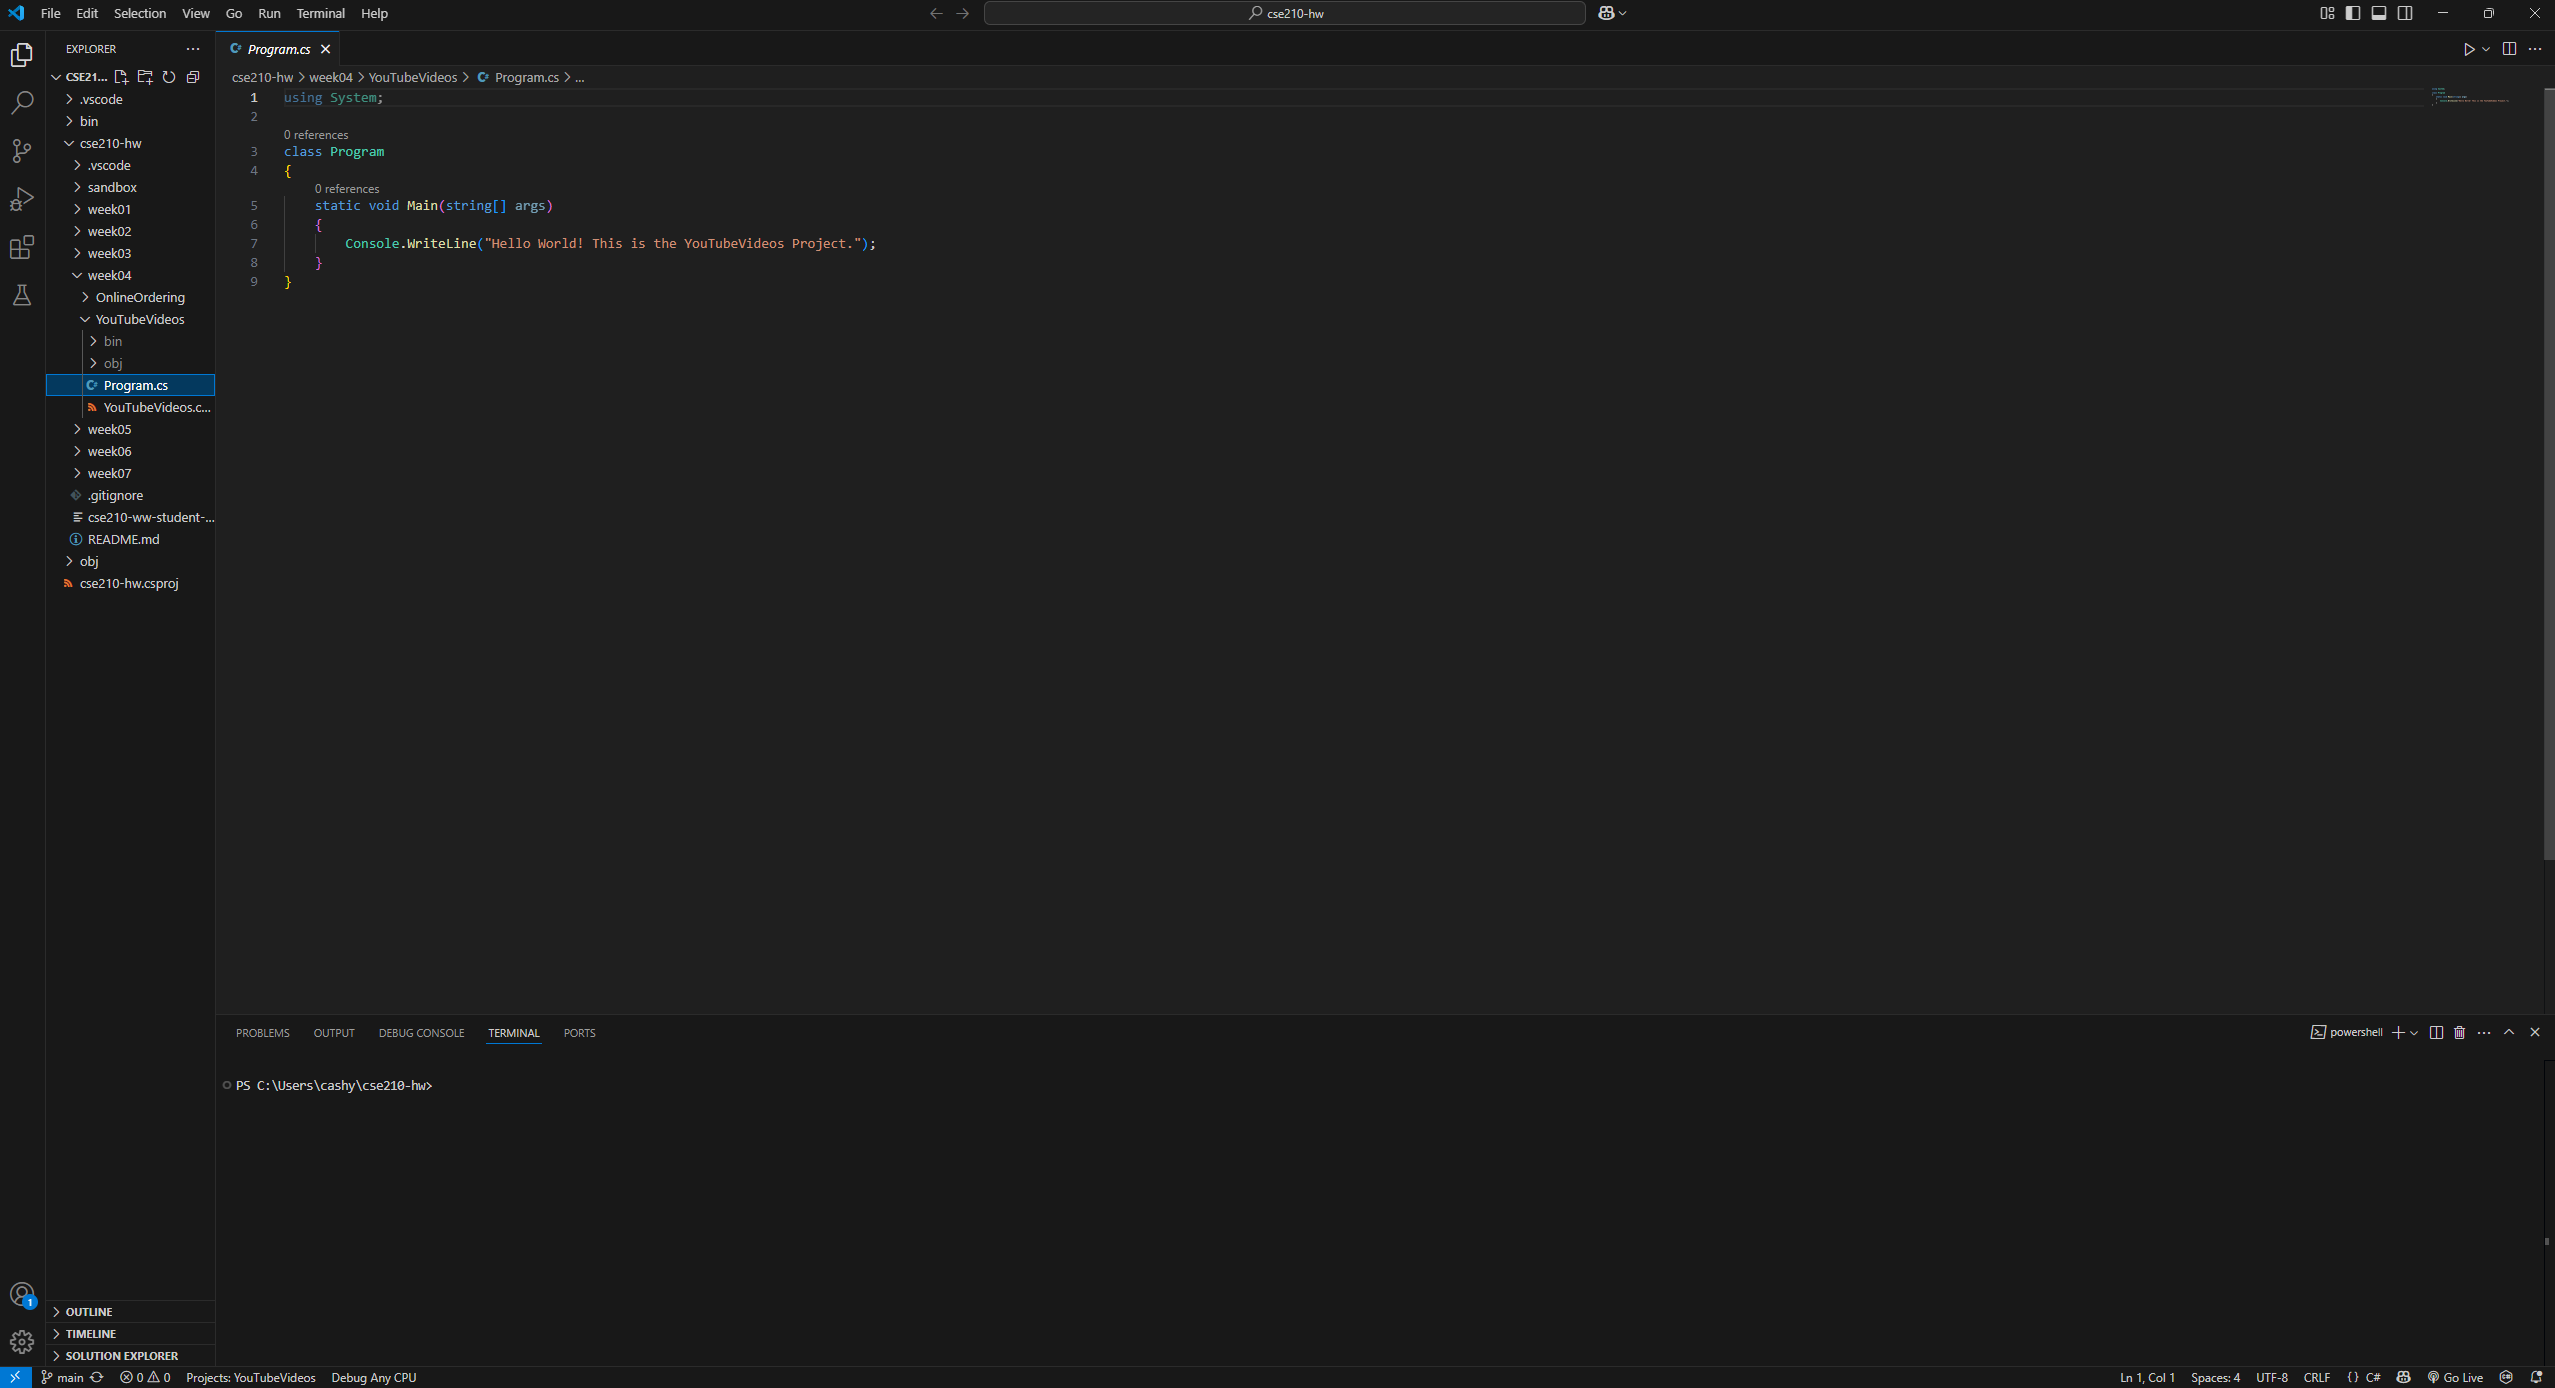 File Edit Selection View Go Run Terminal Help
cse210-hw
EXPLORER
CSE21...
.vscode
bin
cse210-hw
.vscode
sandbox
week01
week02
week03
week04
OnlineOrdering
YouTubeVideos
bin
obj
Program.cs
YouTubeVideos.c...
week05
week06
week07
.gitignore
cse210-ww-student-...
README.md
obj
cse210-hw.csproj
OUTLINE
TIMELINE
SOLUTION EXPLORER
Program.cs
cse210-hw > week04 > YouTubeVideos > Program.cs > ...
1 using System;
2
0 references
3 class Program
4 {
0 references
5 static void Main(string[] args)
6 {
7 Console.WriteLine("Hello World! This is the YouTubeVideos Project.");
8 }
9 }
PROBLEMS OUTPUT DEBUG CONSOLE TERMINAL PORTS
powershell
PS C:\Users\cashy\cse210-hw>
1
main 0 0 Projects: YouTubeVideos Debug Any CPU
Ln 1, Col 1 Spaces: 4 UTF-8 CRLF {} C# Go Live